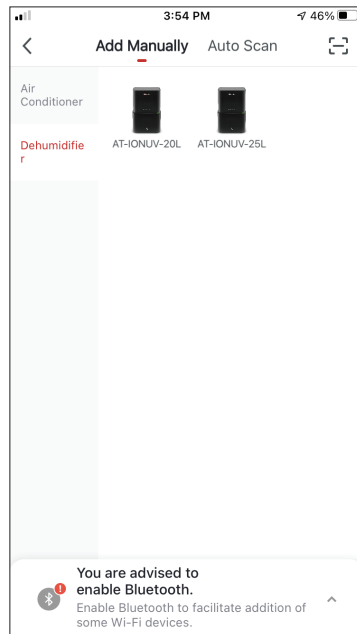 3:54 PM
46%
Add Manually
Auto Scan
Air
Conditioner
Dehumidifie
r
AT-IONUV-20L
AT-IONUV-25L
You are advised to
enable Bluetooth.
Enable Bluetooth to facilitate addition of
some Wi-Fi devices.